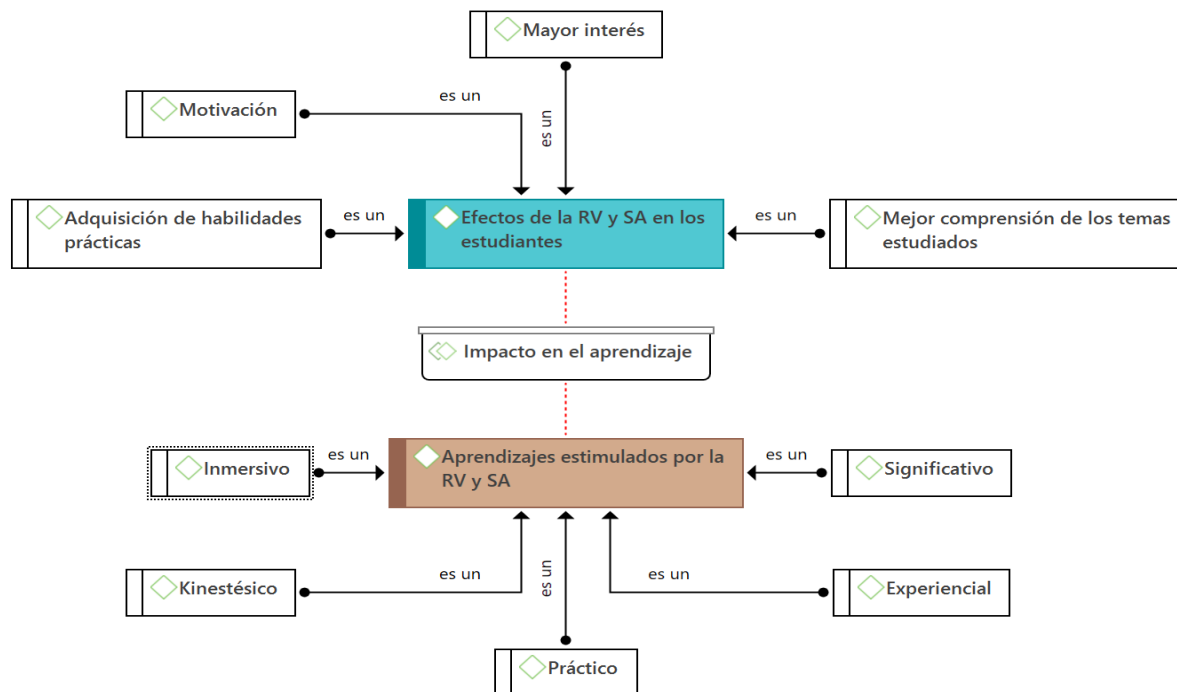 Mayor interés
es un
Motivación
es un
Adquisición de habilidades
prácticas
es un
Efectos de la RV y SA en los
estudiantes
es un
Mejor comprensión de los temas
estudiados
Impacto en el aprendizaje
Inmersivo
es un
Aprendizajes estimulados por la
RV y SA
es un
Significativo
Kinestésico
es un
es un
es un
Experiencial
Práctico